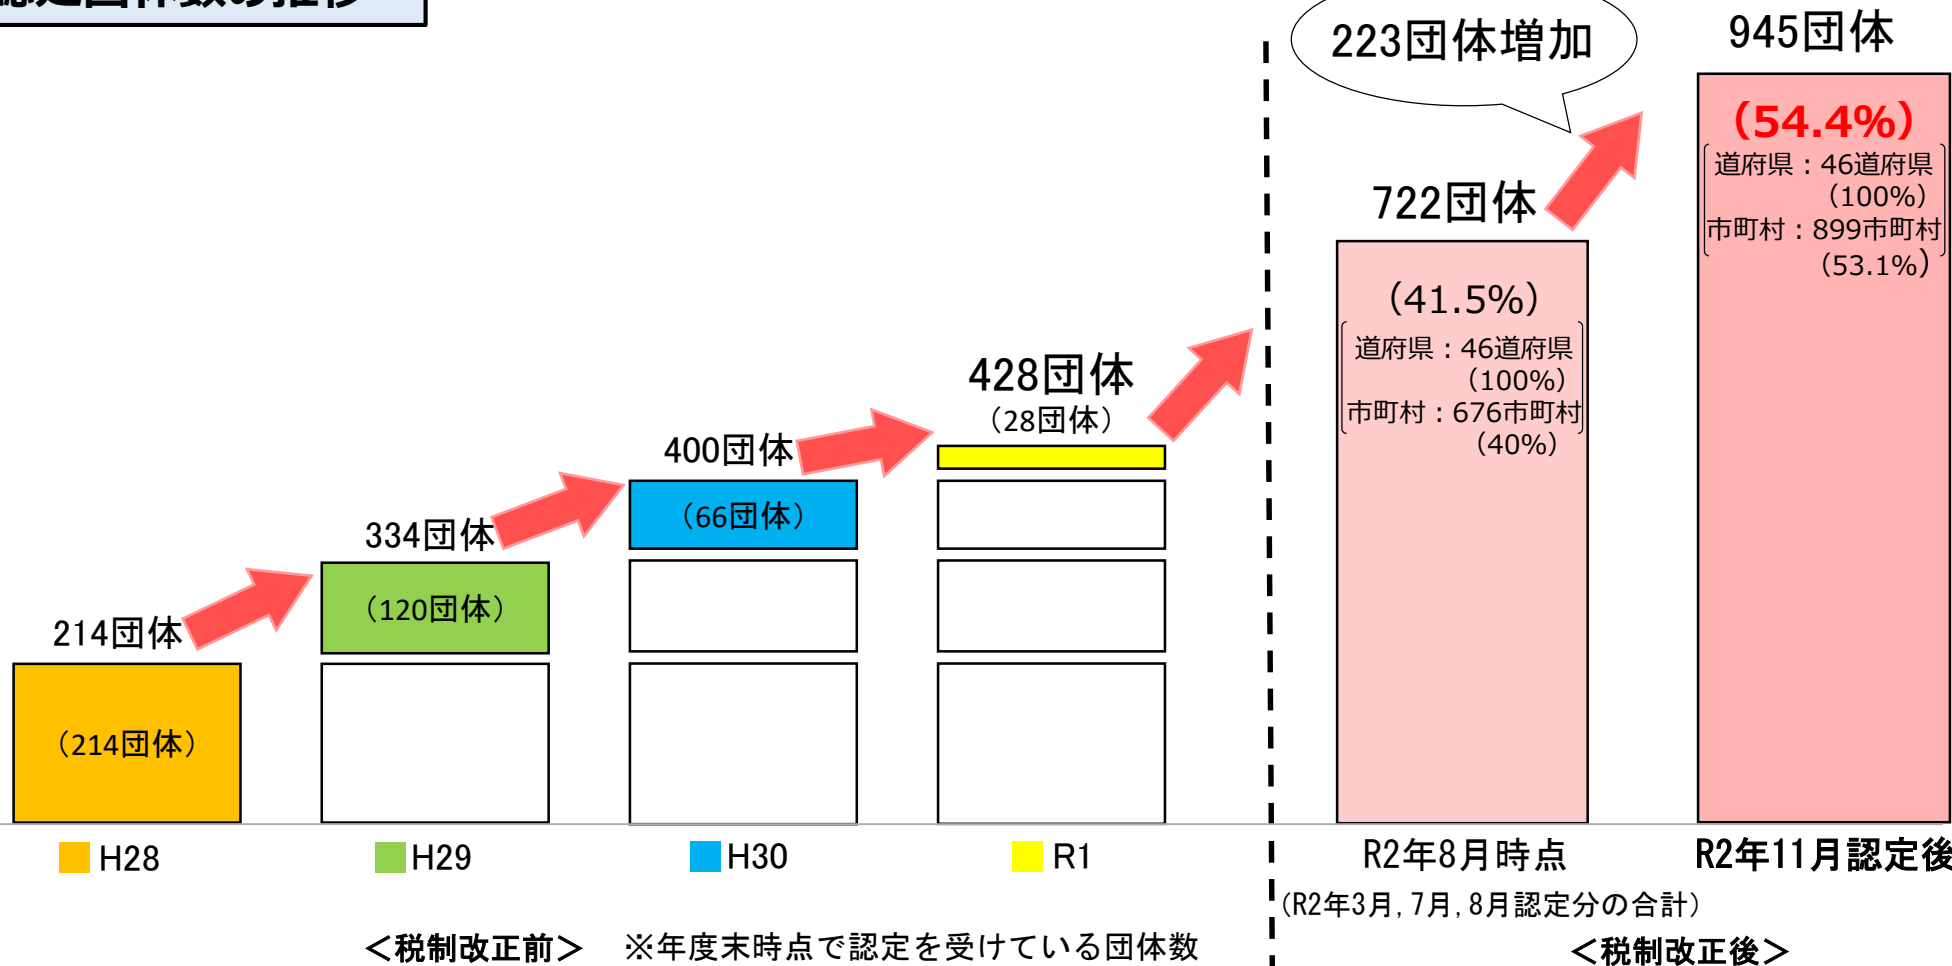 認定団体数の推移
223団体増加
945団体
(54.4%)
道府県：46道府県
(100%)
市町村：899市町村
(53.1%)
722団体
(41.5%)
道府県：46道府県
(100%)
市町村：676市町村
(40%)
428団体
（28団体）
400団体
（66団体）
334団体
（120団体）
214団体
（214団体）
H28
H29
H30
R1
R2年8月時点
(R2年3月,7月,8月認定分の合計)
R2年11月認定後
＜税制改正前＞
※年度末時点で認定を受けている団体数
＜税制改正後＞